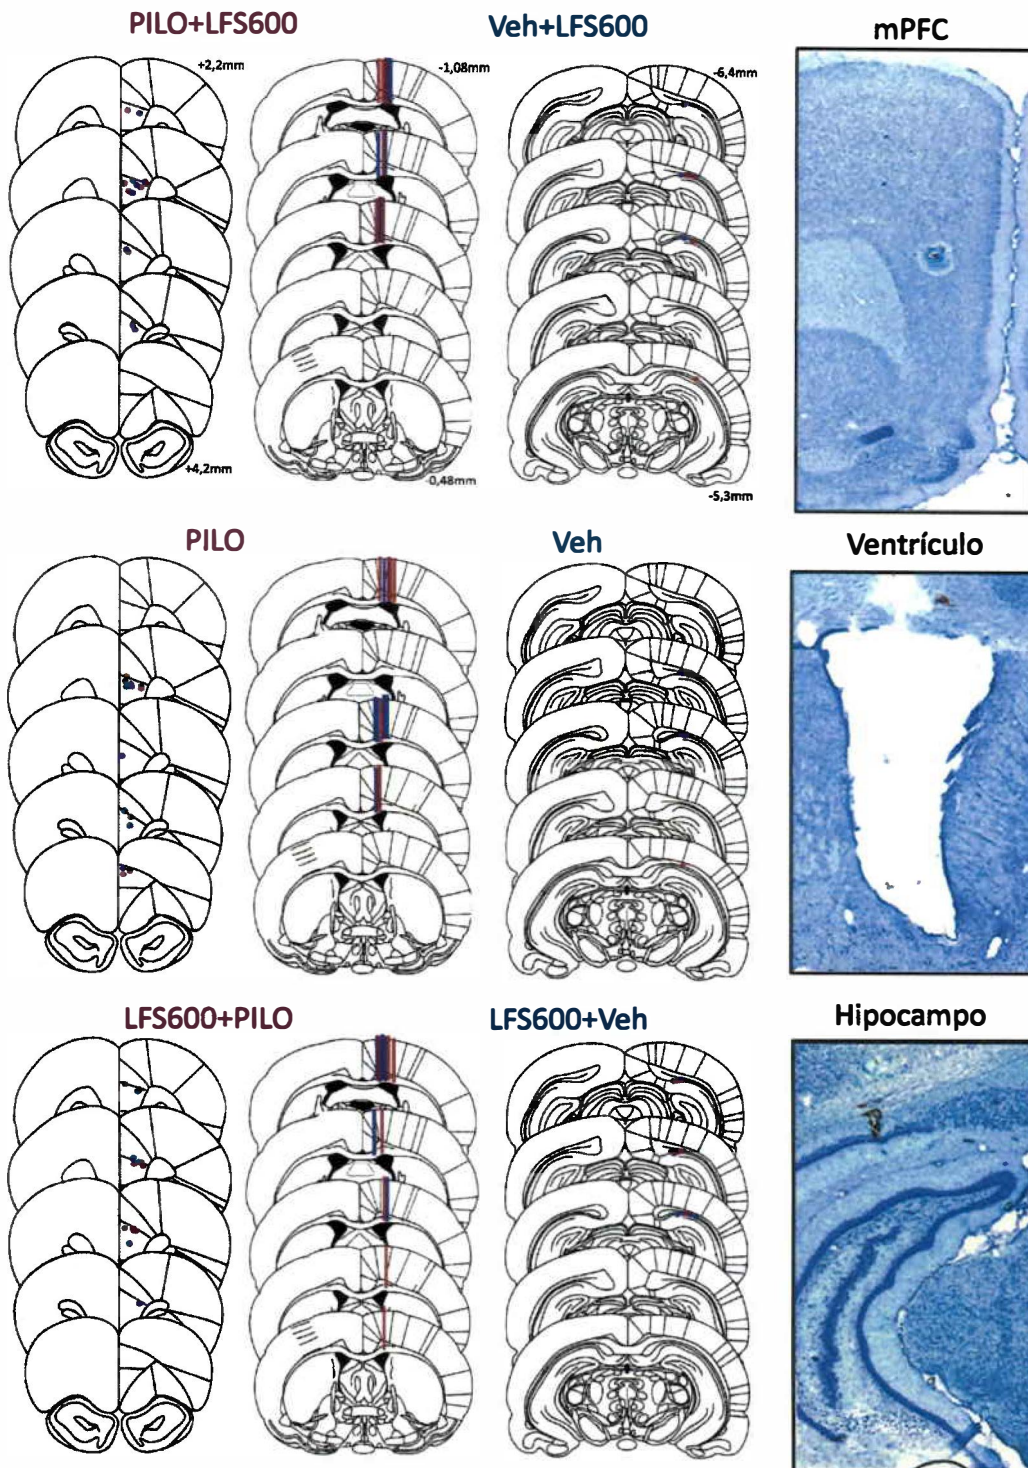 PILO+LFS600
Veh+LFS600
mPFC
+2,2mm
-1,08mm
-6,4mm
+4,2mm
-0,48mm
-5,3mm
PILO
Veh
Ventrículo
LFS600+PILO
LFS600+Veh
Hipocampo